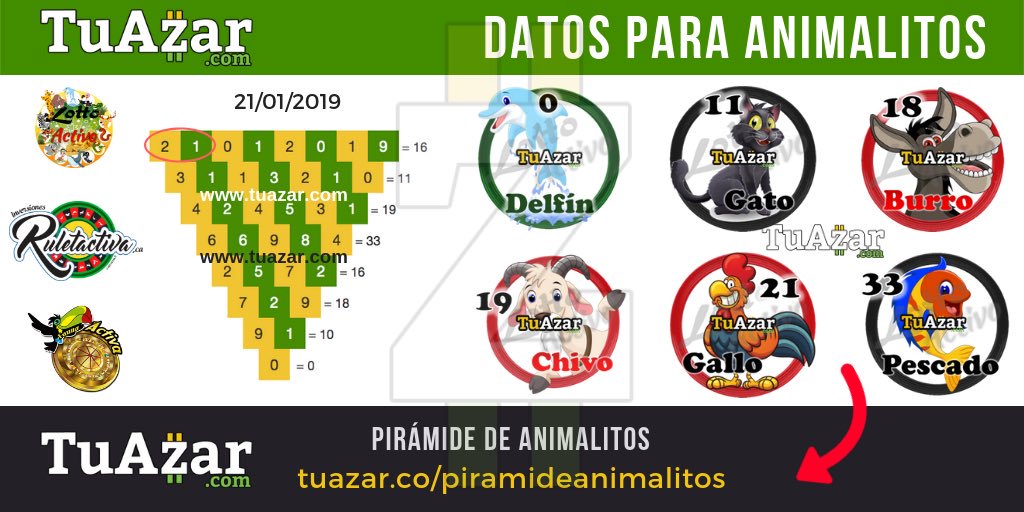 TuAzar
.com
DATOS PARA ANIMALITOS
Lotto
Activo
21/01/2019
2 1 0 1 2 0 1 9 = 16
3 1 1 3 2 1 0 = 11
www.tuazar.com
4 2 4 5 3 1 = 19
6 6 9 8 4 = 33
www.tuazar.com
2 5 7 2 = 16
7 2 9 = 18
9 1 = 10
0 = 0
Inversiones
Ruletactiva.ca
Activa
0
TuAzar
Delfín
11
TuAzar
Gato
18
TuAzar
Burro
TuAzar
.com
19
TuAzar
Chivo
21
TuAzar
Gallo
33
TuAzar
Pescado
TuAzar
.com
PIRÁMIDE DE ANIMALITOS
tuazar.co/piramideanimalitos